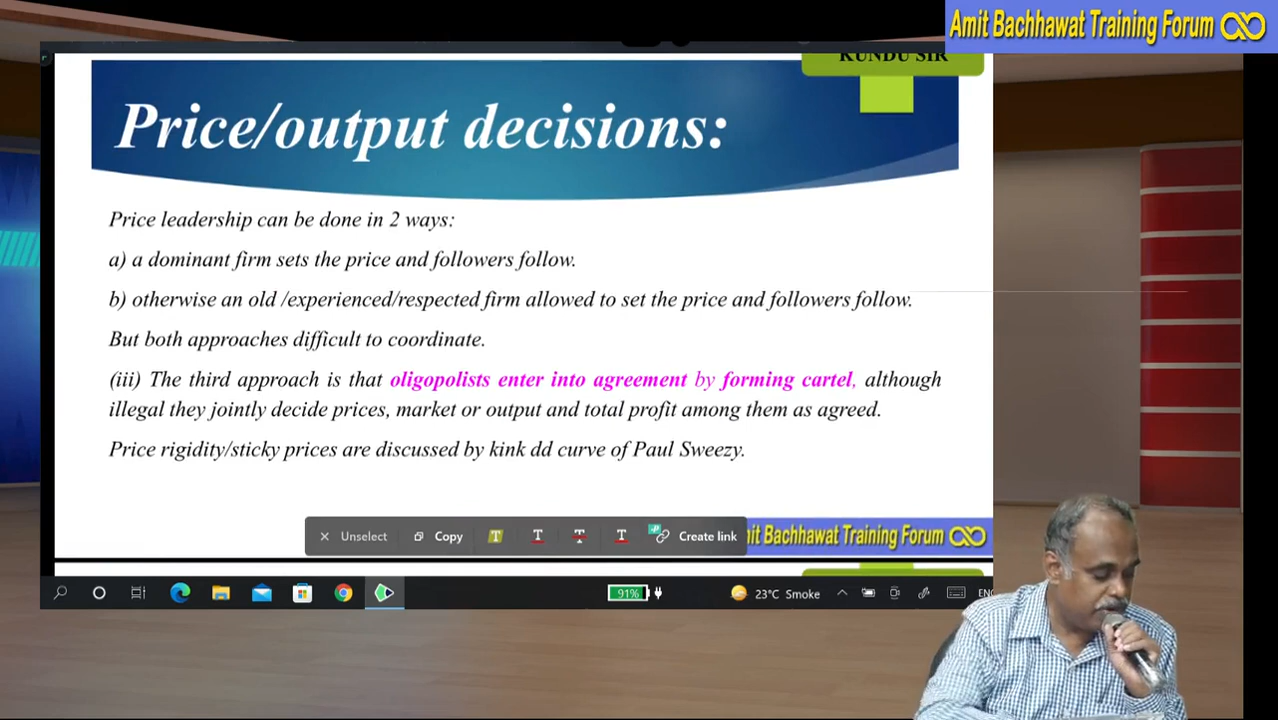 Amit Bachhawat Training Forum
KUNDU SIR
Price/output decisions:
Price leadership can be done in 2 ways:
a) a dominant firm sets the price and followers follow.
b) otherwise an old /experienced/respected firm allowed to set the price and followers follow.
But both approaches difficult to coordinate.
(iii) The third approach is that oligopolists enter into agreement by forming cartel, although
illegal they jointly decide prices, market or output and total profit among them as agreed.
Price rigidity/sticky prices are discussed by kink dd curve of Paul Sweezy.
Unselect Copy T T T T Create link
Bachhawat Training Forum
91% 23°C Smoke